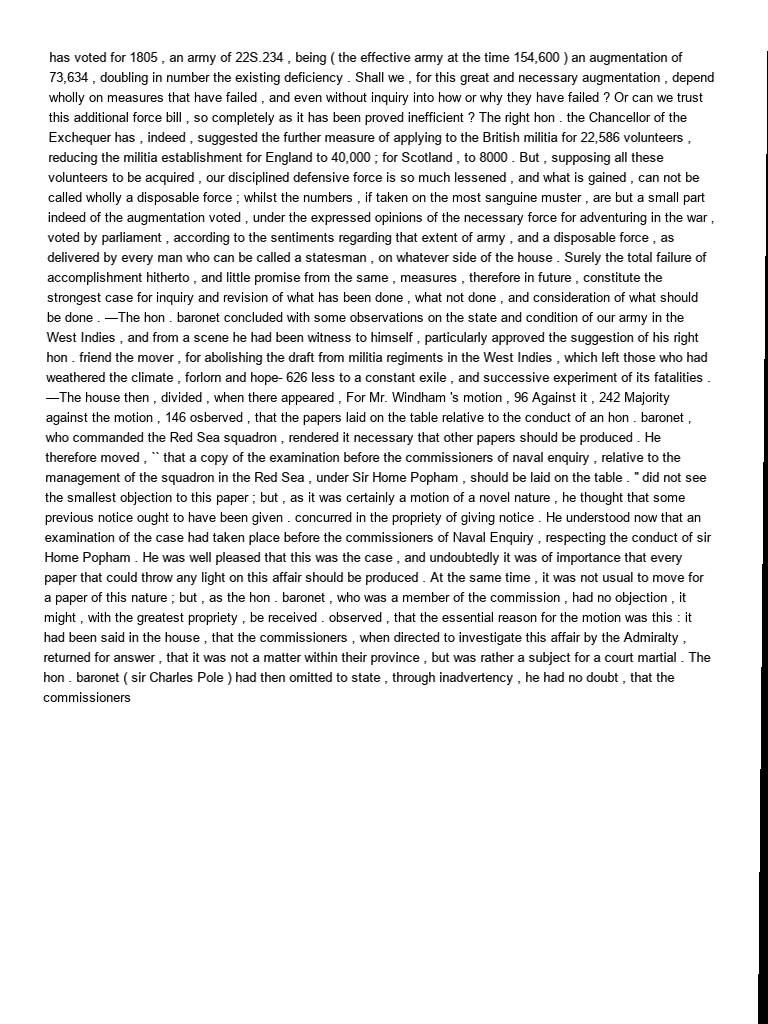 has voted for 1805 , an army of 22S.234 , being ( the effective army at the time 154,600 ) an augmentation of
73,634 , doubling in number the existing deficiency . Shall we , for this great and necessary augmentation , depend
wholly on measures that have failed , and even without inquiry into how or why they have failed ? Or can we trust
this additional force bill , so completely as it has been proved inefficient ? The right hon . the Chancellor of the
Exchequer has , indeed , suggested the further measure of applying to the British militia for 22,586 volunteers ,
reducing the militia establishment for England to 40,000 ; for Scotland , to 8000 . But , supposing all these
volunteers to be acquired , our disciplined defensive force is so much lessened , and what is gained , can not be
called wholly a disposable force ; whilst the numbers , if taken on the most sanguine muster , are but a small part
indeed of the augmentation voted , under the expressed opinions of the necessary force for adventuring in the war ,
voted by parliament , according to the sentiments regarding that extent of army , and a disposable force , as
delivered by every man who can be called a statesman , on whatever side of the house . Surely the total failure of
accomplishment hitherto , and little promise from the same , measures , therefore in future , constitute the
strongest case for inquiry and revision of what has been done , what not done , and consideration of what should
be done . —The hon . baronet concluded with some observations on the state and condition of our army in the
West Indies , and from a scene he had been witness to himself , particularly approved the suggestion of his right
hon . friend the mover , for abolishing the draft from militia regiments in the West Indies , which left those who had
weathered the climate , forlorn and hope- 626 less to a constant exile , and successive experiment of its fatalities .
—The house then , divided , when there appeared , For Mr. Windham 's motion , 96 Against it , 242 Majority
against the motion , 146 osberved , that the papers laid on the table relative to the conduct of an hon . baronet ,
who commanded the Red Sea squadron , rendered it necessary that other papers should be produced . He
therefore moved , `` that a copy of the examination before the commissioners of naval enquiry , relative to the
management of the squadron in the Red Sea , under Sir Home Popham , should be laid on the table . " did not see
the smallest objection to this paper ; but , as it was certainly a motion of a novel nature , he thought that some
previous notice ought to have been given . concurred in the propriety of giving notice . He understood now that an
examination of the case had taken place before the commissioners of Naval Enquiry , respecting the conduct of sir
Home Popham . He was well pleased that this was the case , and undoubtedly it was of importance that every
paper that could throw any light on this affair should be produced . At the same time , it was not usual to move for
a paper of this nature ; but , as the hon . baronet , who was a member of the commission , had no objection , it
might , with the greatest propriety , be received . observed , that the essential reason for the motion was this : it
had been said in the house , that the commissioners , when directed to investigate this affair by the Admiralty ,
returned for answer , that it was not a matter within their province , but was rather a subject for a court martial . The
hon . baronet ( sir Charles Pole ) had then omitted to state , through inadvertency , he had no doubt , that the
commissioners